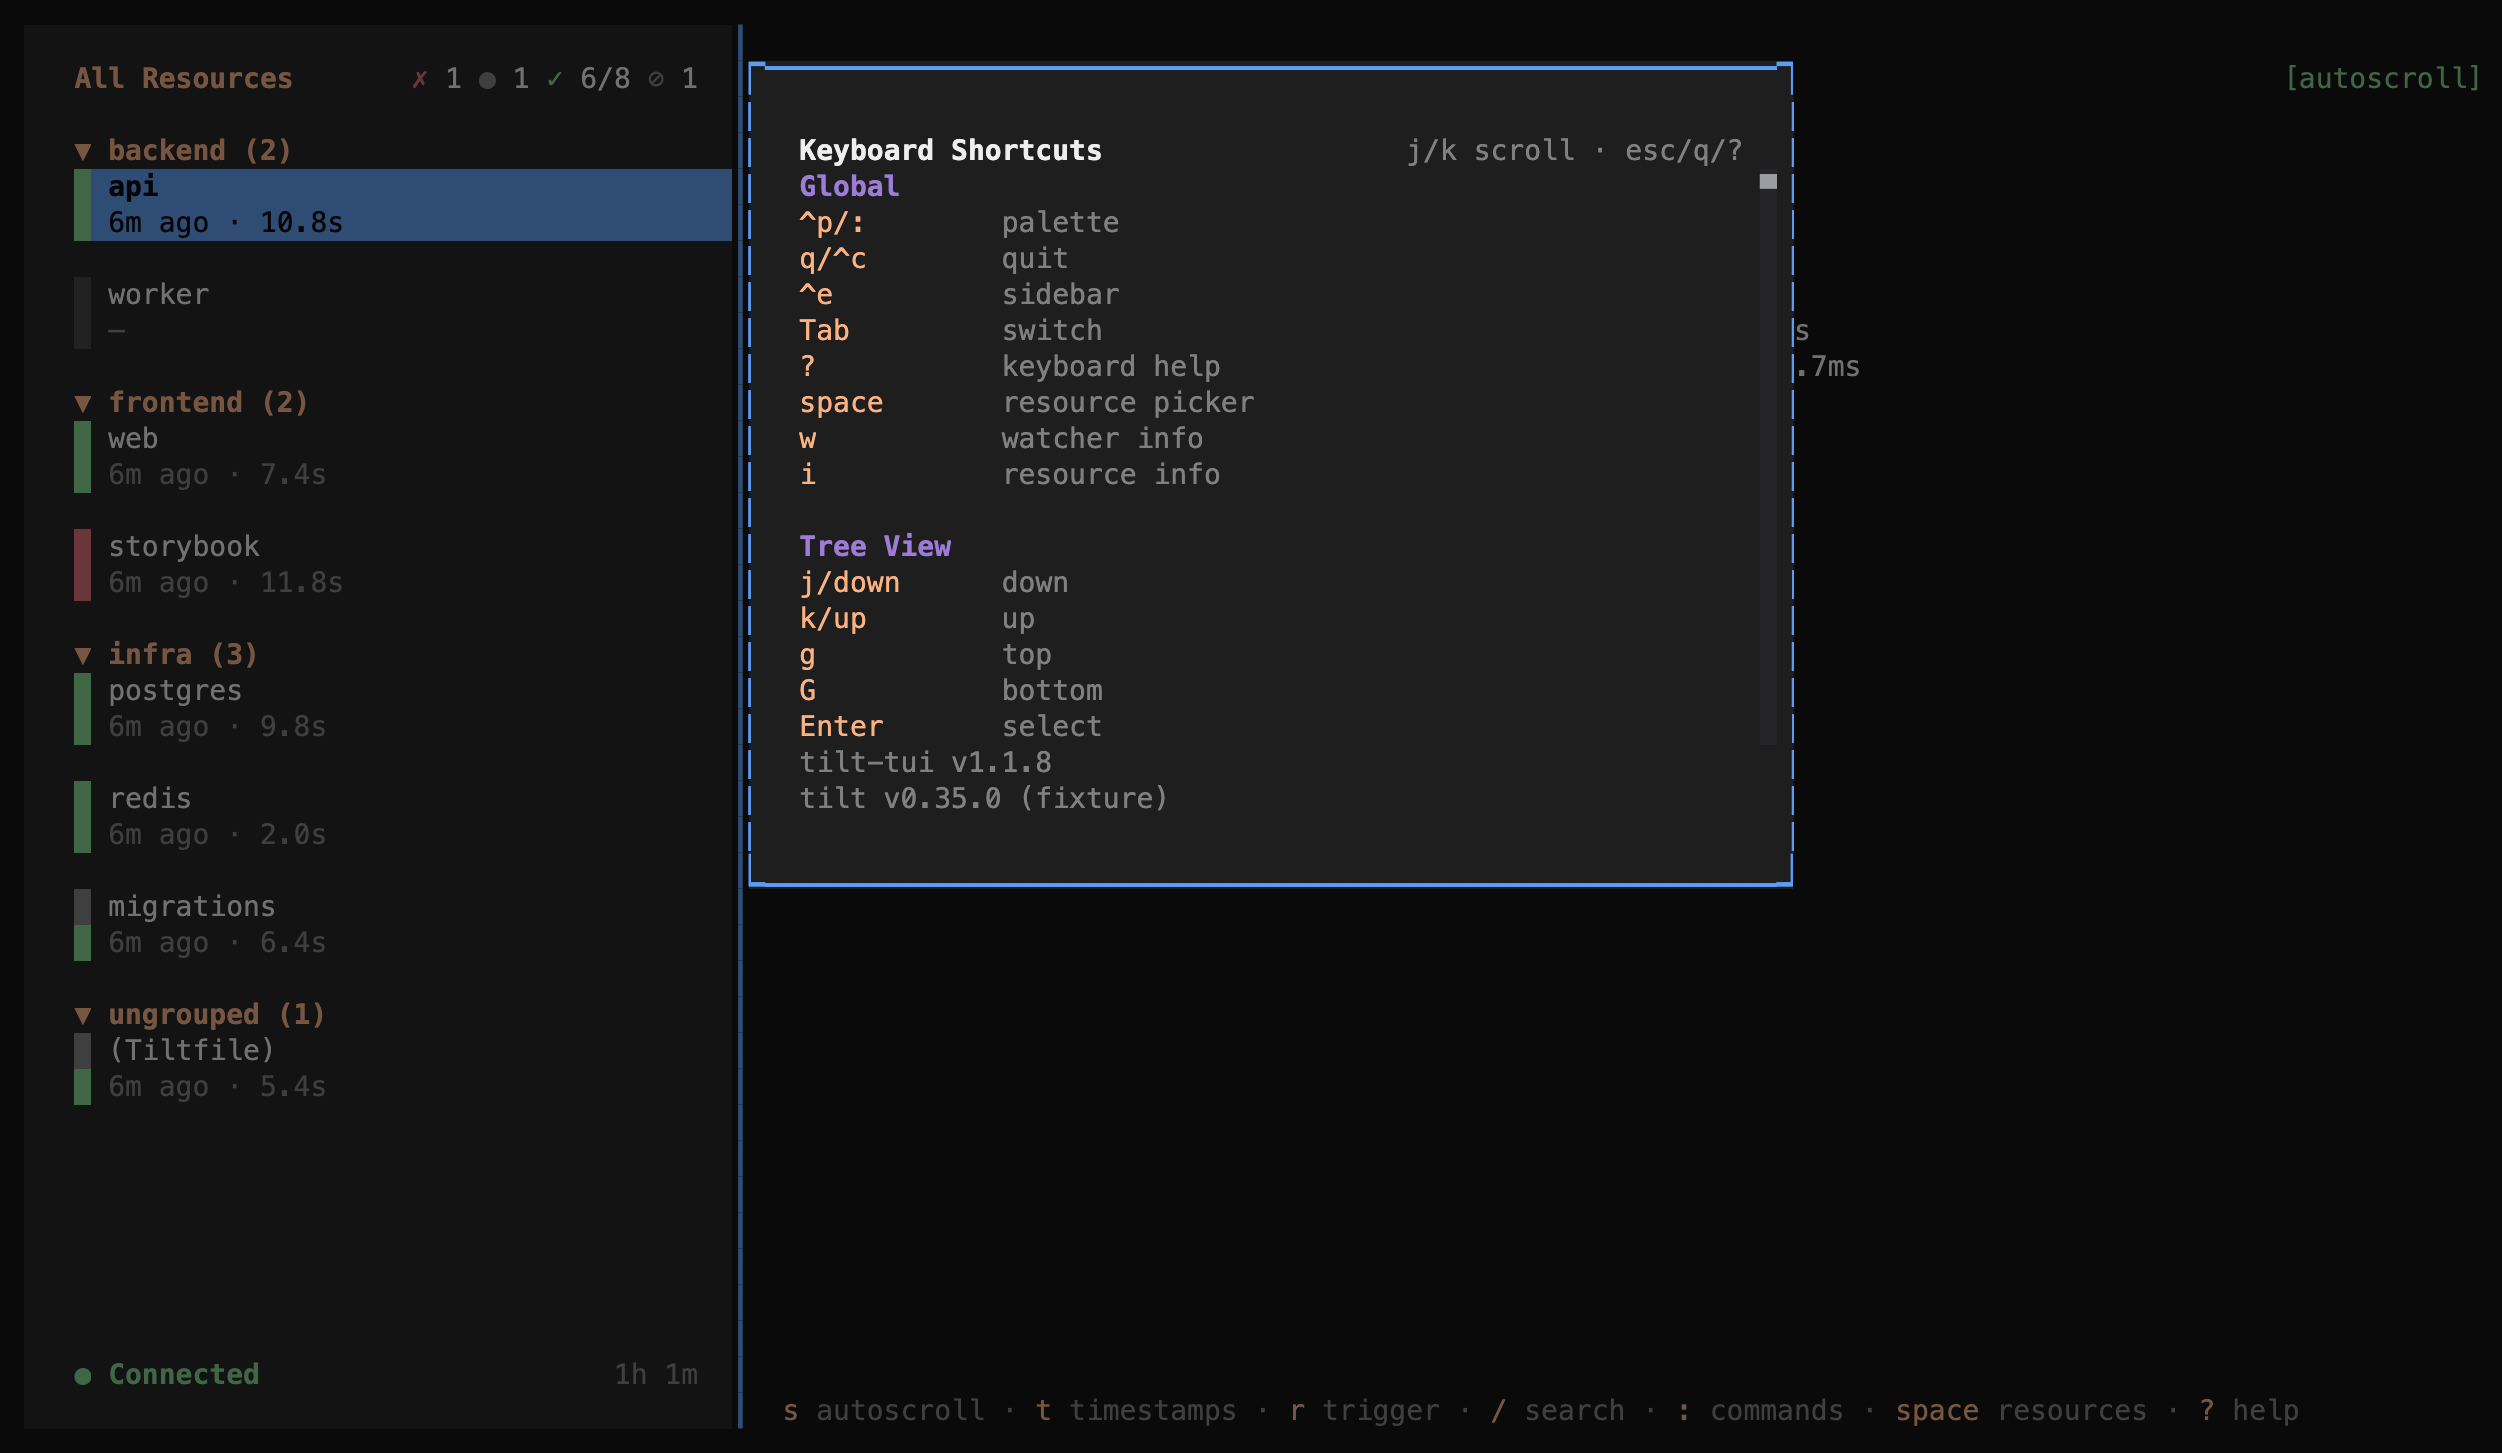 All Resources ✗ 1 ● 1 ✓ 6/8 ⊘ 1
▼ backend (2)
api
6m ago · 10.8s
worker
—
▼ frontend (2)
web
6m ago · 7.4s
storybook
6m ago · 11.8s
▼ infra (3)
postgres
6m ago · 9.8s
redis
6m ago · 2.0s
migrations
6m ago · 6.4s
▼ ungrouped (1)
(Tiltfile)
6m ago · 5.4s
● Connected 1h 1m
[autoscroll]
Keyboard Shortcuts j/k scroll · esc/q/?
Global
^p/: palette
q/^c quit
^e sidebar
Tab switch
? keyboard help
space resource picker
w watcher info
i resource info
Tree View
j/down down
k/up up
g top
G bottom
Enter select
tilt-tui v1.1.8
tilt v0.35.0 (fixture)
s
.7ms
s autoscroll · t timestamps · r trigger · / search · : commands · space resources · ? help